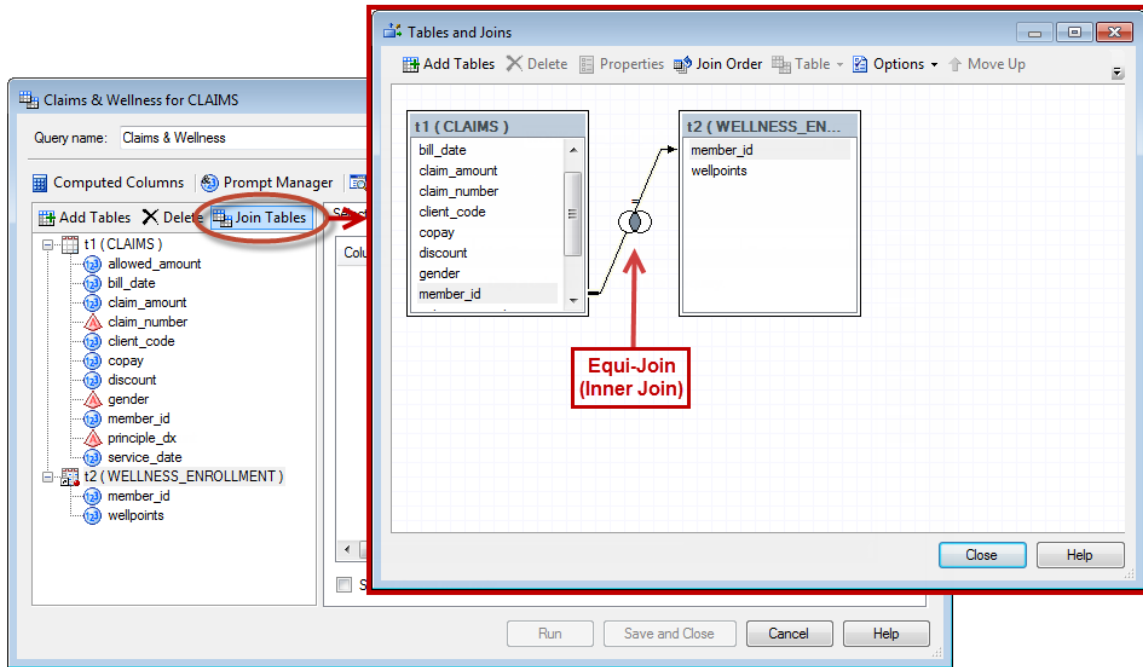 Tables and Joins
Add Tables Delete Properties Join Order Table Options Move Up
t1 ( CLAIMS )
bill_date
claim_amount
claim_number
client_code
copay
discount
gender
member_id
t2 ( WELLNESS_EN...
member_id
wellpoints
=
Equi-Join
(Inner Join)
Close Help
Claims & Wellness for CLAIMS
Query name: Claims & Wellness
Computed Columns Prompt Manager
Add Tables Delete Join Tables
t1 ( CLAIMS )
allowed_amount
bill_date
claim_amount
claim_number
client_code
copay
discount
gender
member_id
principle_dx
service_date
t2 ( WELLNESS_ENROLLMENT )
member_id
wellpoints
Run Save and Close Cancel Help